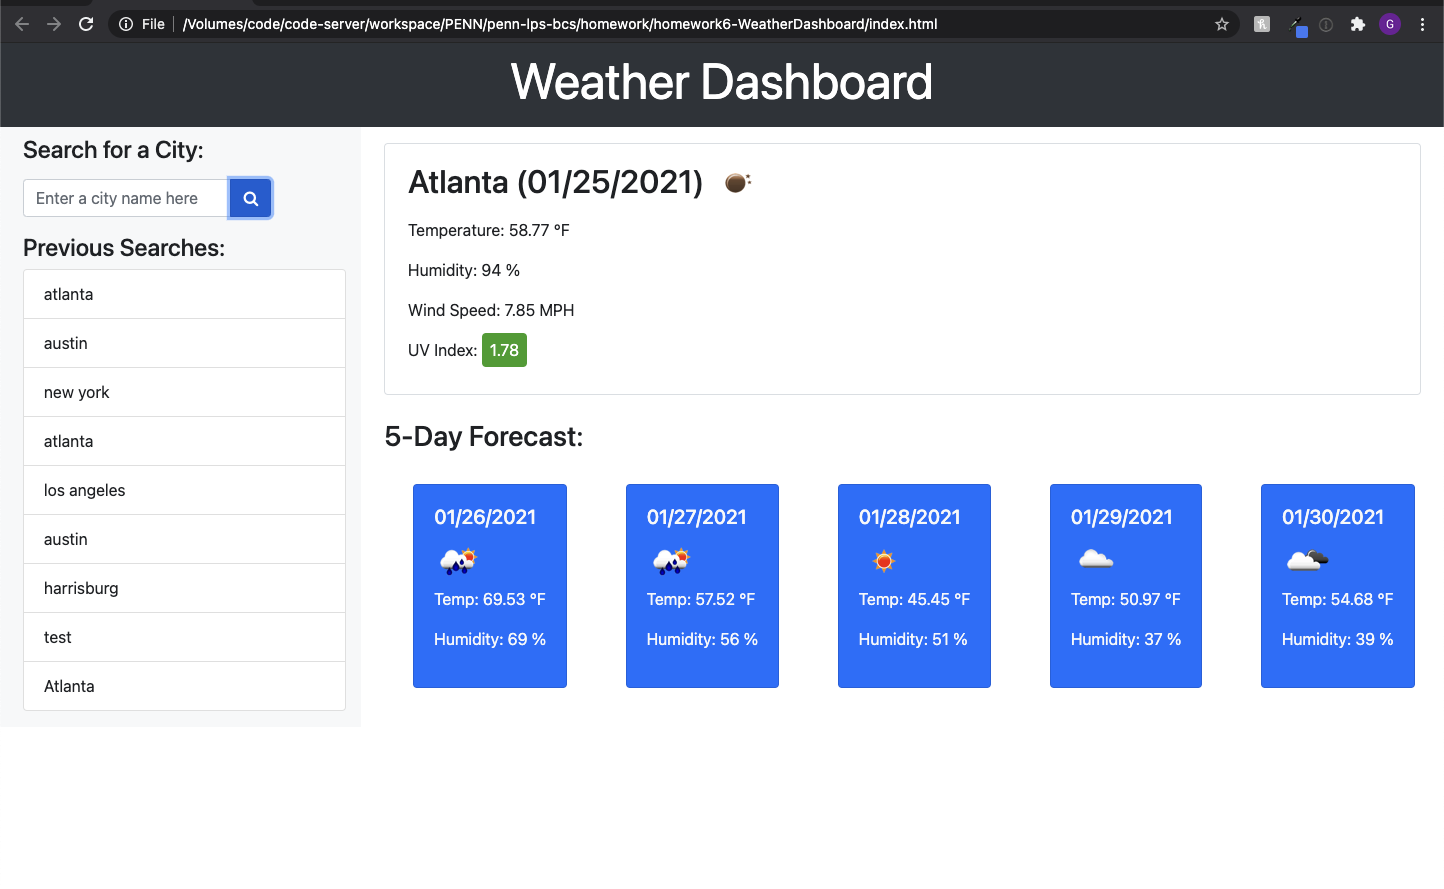 File /Volumes/code/code-server/workspace/PENN/penn-lps-bcs/homework/homework6-WeatherDashboard/index.html
G
Weather Dashboard
Search for a City:
Enter a city name here
Previous Searches:
atlanta
austin
new york
atlanta
los angeles
austin
harrisburg
test
Atlanta
Atlanta (01/25/2021)
Temperature: 58.77 °F
Humidity: 94 %
Wind Speed: 7.85 MPH
UV Index: 1.78
5-Day Forecast:
01/26/2021
Temp: 69.53 °F
Humidity: 69 %
01/27/2021
Temp: 57.52 °F
Humidity: 56 %
01/28/2021
Temp: 45.45 °F
Humidity: 51 %
01/29/2021
Temp: 50.97 °F
Humidity: 37 %
01/30/2021
Temp: 54.68 °F
Humidity: 39 %